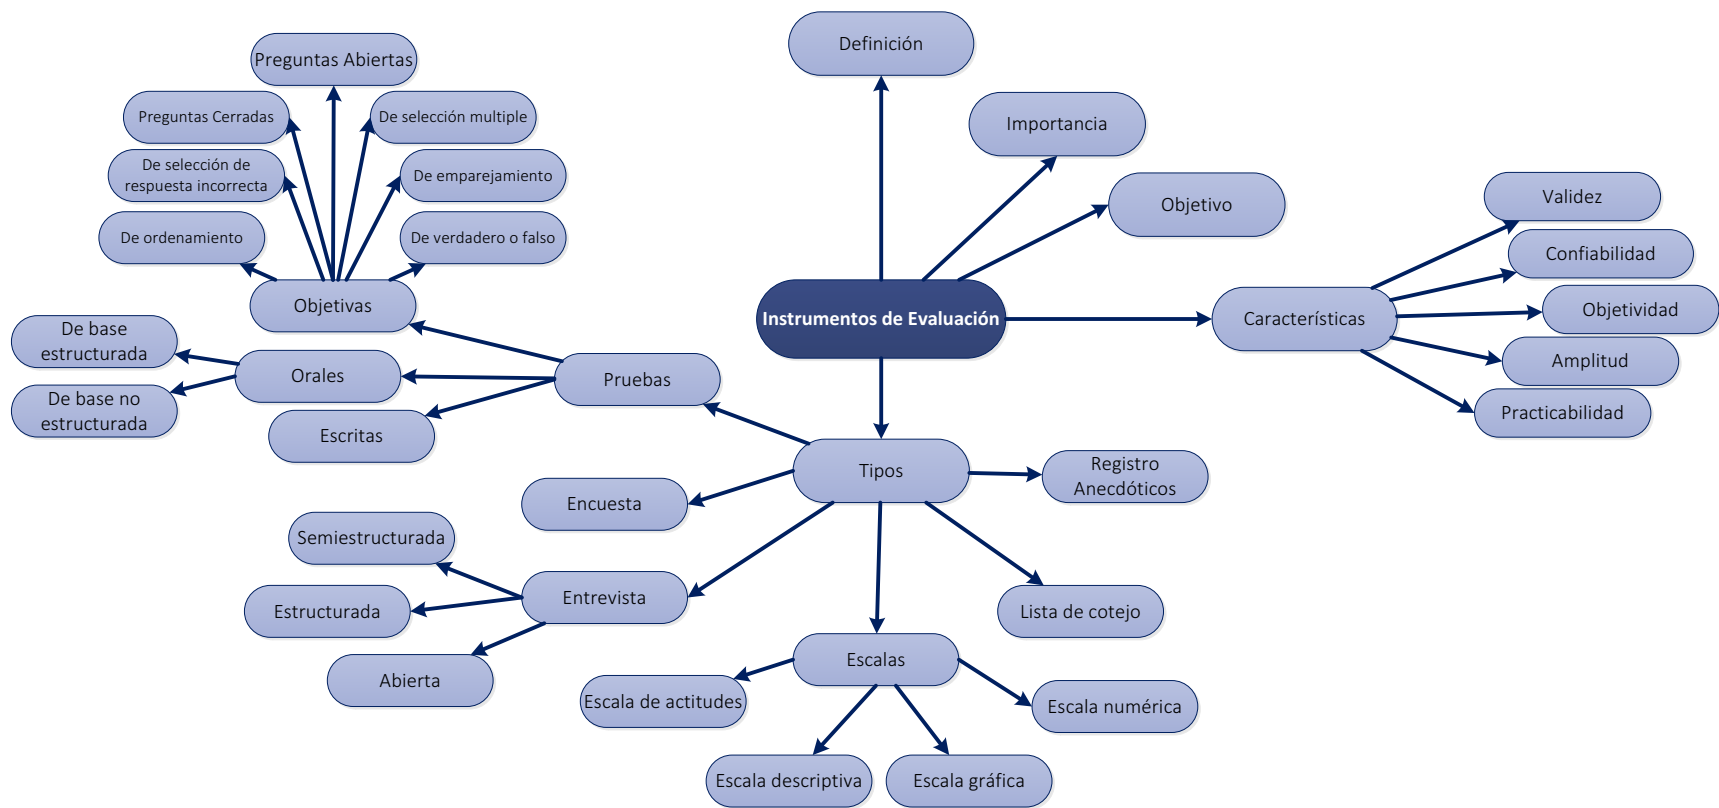 Definición
Preguntas Abiertas
Preguntas Cerradas
De selección multiple
Importancia
De selección de
respuesta incorrecta
De emparejamiento
Validez
Objetivo
De ordenamiento
De verdadero o falso
Confiabilidad
Objetivas
Instrumentos de Evaluación
Características
Objetividad
De base
estructurada
Orales
Pruebas
Amplitud
De base no
estructurada
Practicabilidad
Escritas
Tipos
Registro
Anecdóticos
Encuesta
Semiestructurada
Entrevista
Estructurada
Lista de cotejo
Abierta
Escalas
Escala de actitudes
Escala numérica
Escala descriptiva
Escala gráfica